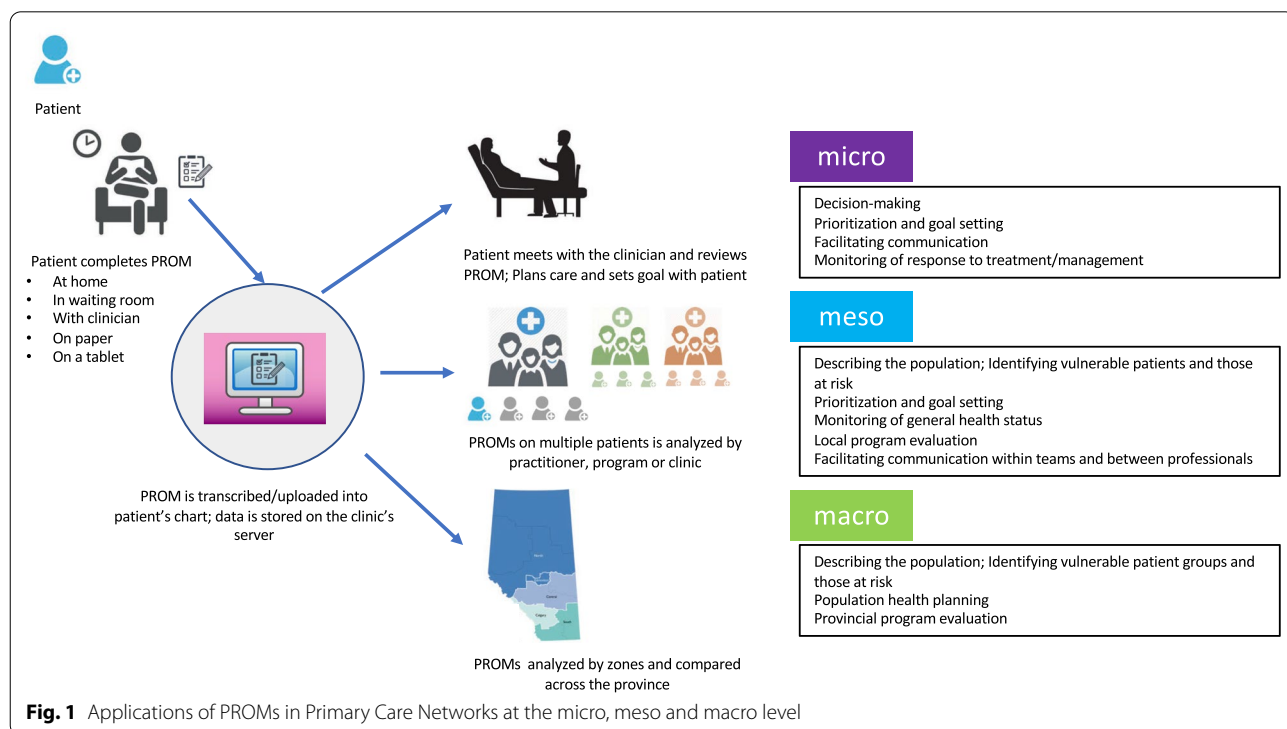 Patient
Patient completes PROM
• At home
• In waiting room
• With clinician
• On paper
• On a tablet
PROM is transcribed/uploaded into
patient's chart; data is stored on the clinic's
server
Patient meets with the clinician and reviews
PROM; Plans care and sets goal with patient
PROMs on multiple patients is analyzed by
practitioner, program or clinic
North
Edmonton
Central
Calgary
South
PROMs analyzed by zones and compared
across the province
micro
Decision-making
Prioritization and goal setting
Facilitating communication
Monitoring of response to treatment/management
meso
Describing the population; Identifying vulnerable patients and those
at risk
Prioritization and goal setting
Monitoring of general health status
Local program evaluation
Facilitating communication within teams and between professionals
macro
Describing the population; Identifying vulnerable patient groups and
those at risk
Population health planning
Provincial program evaluation
Fig. 1 Applications of PROMs in Primary Care Networks at the micro, meso and macro level